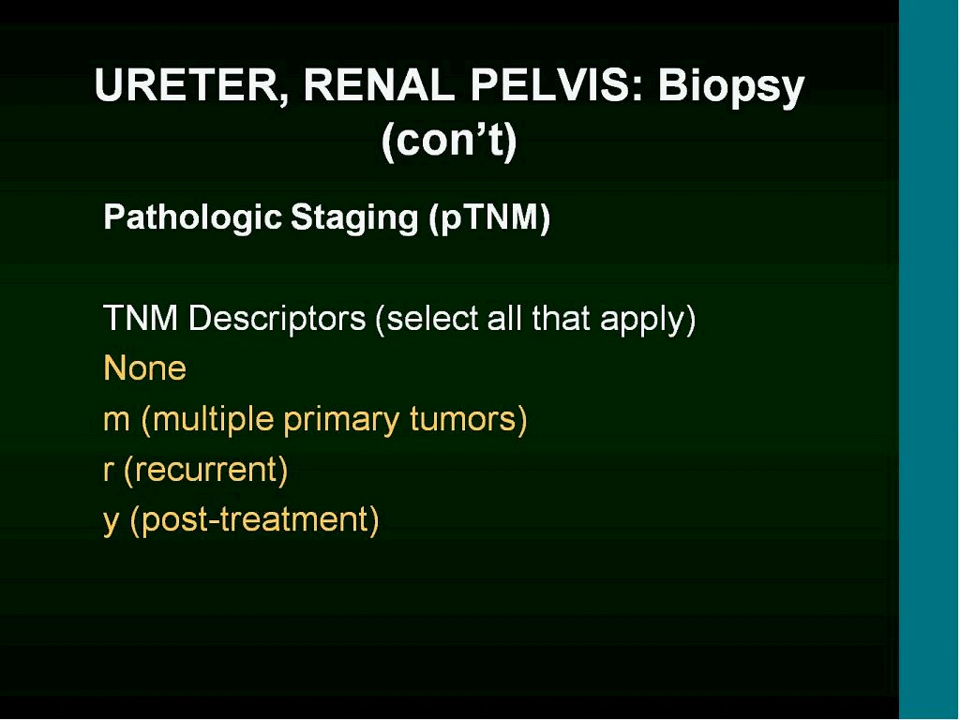 URETER, RENAL PELVIS: Biopsy
(con’t)
Pathologic Staging (pTNM)
TNM Descriptors (select all that apply)
None
m (multiple primary tumors)
r (recurrent)
y (post-treatment)